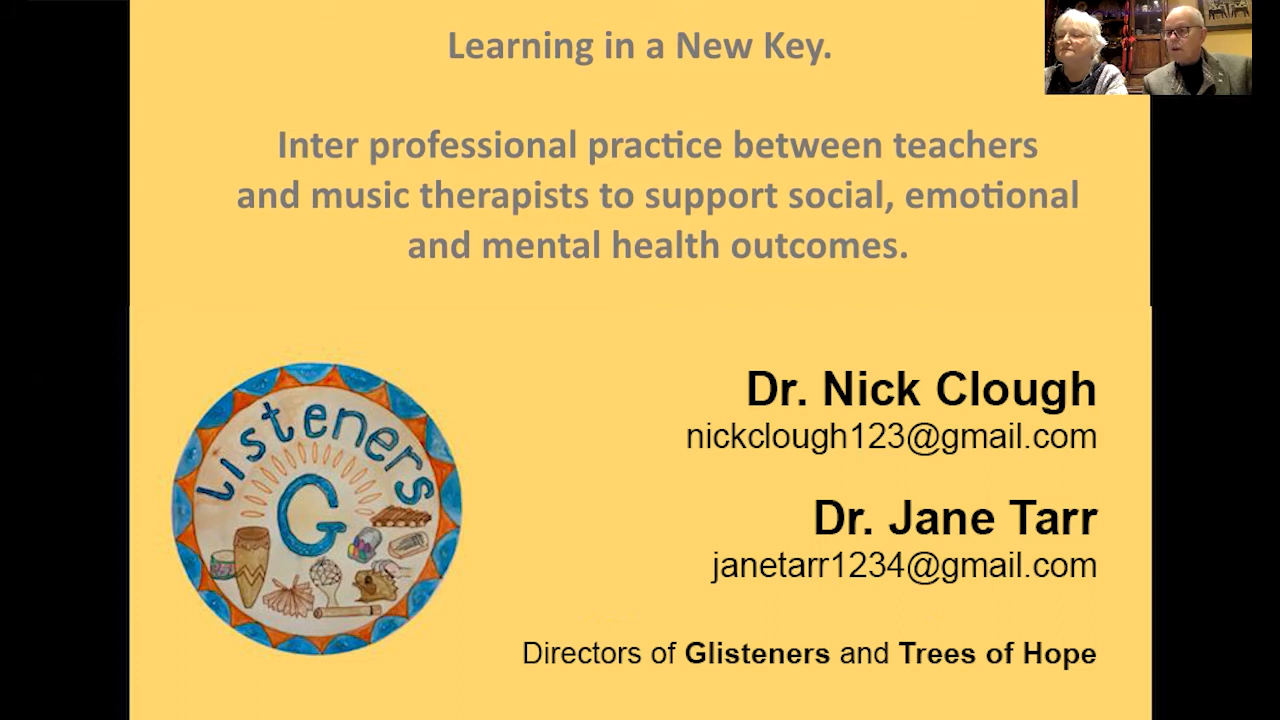 Learning in a New Key.
Inter professional practice between teachers
and music therapists to support social, emotional
and mental health outcomes.
Listeners
G
Dr. Nick Clough
nickclough123@gmail.com
Dr. Jane Tarr
janetarr1234@gmail.com
Directors of Glisteners and Trees of Hope